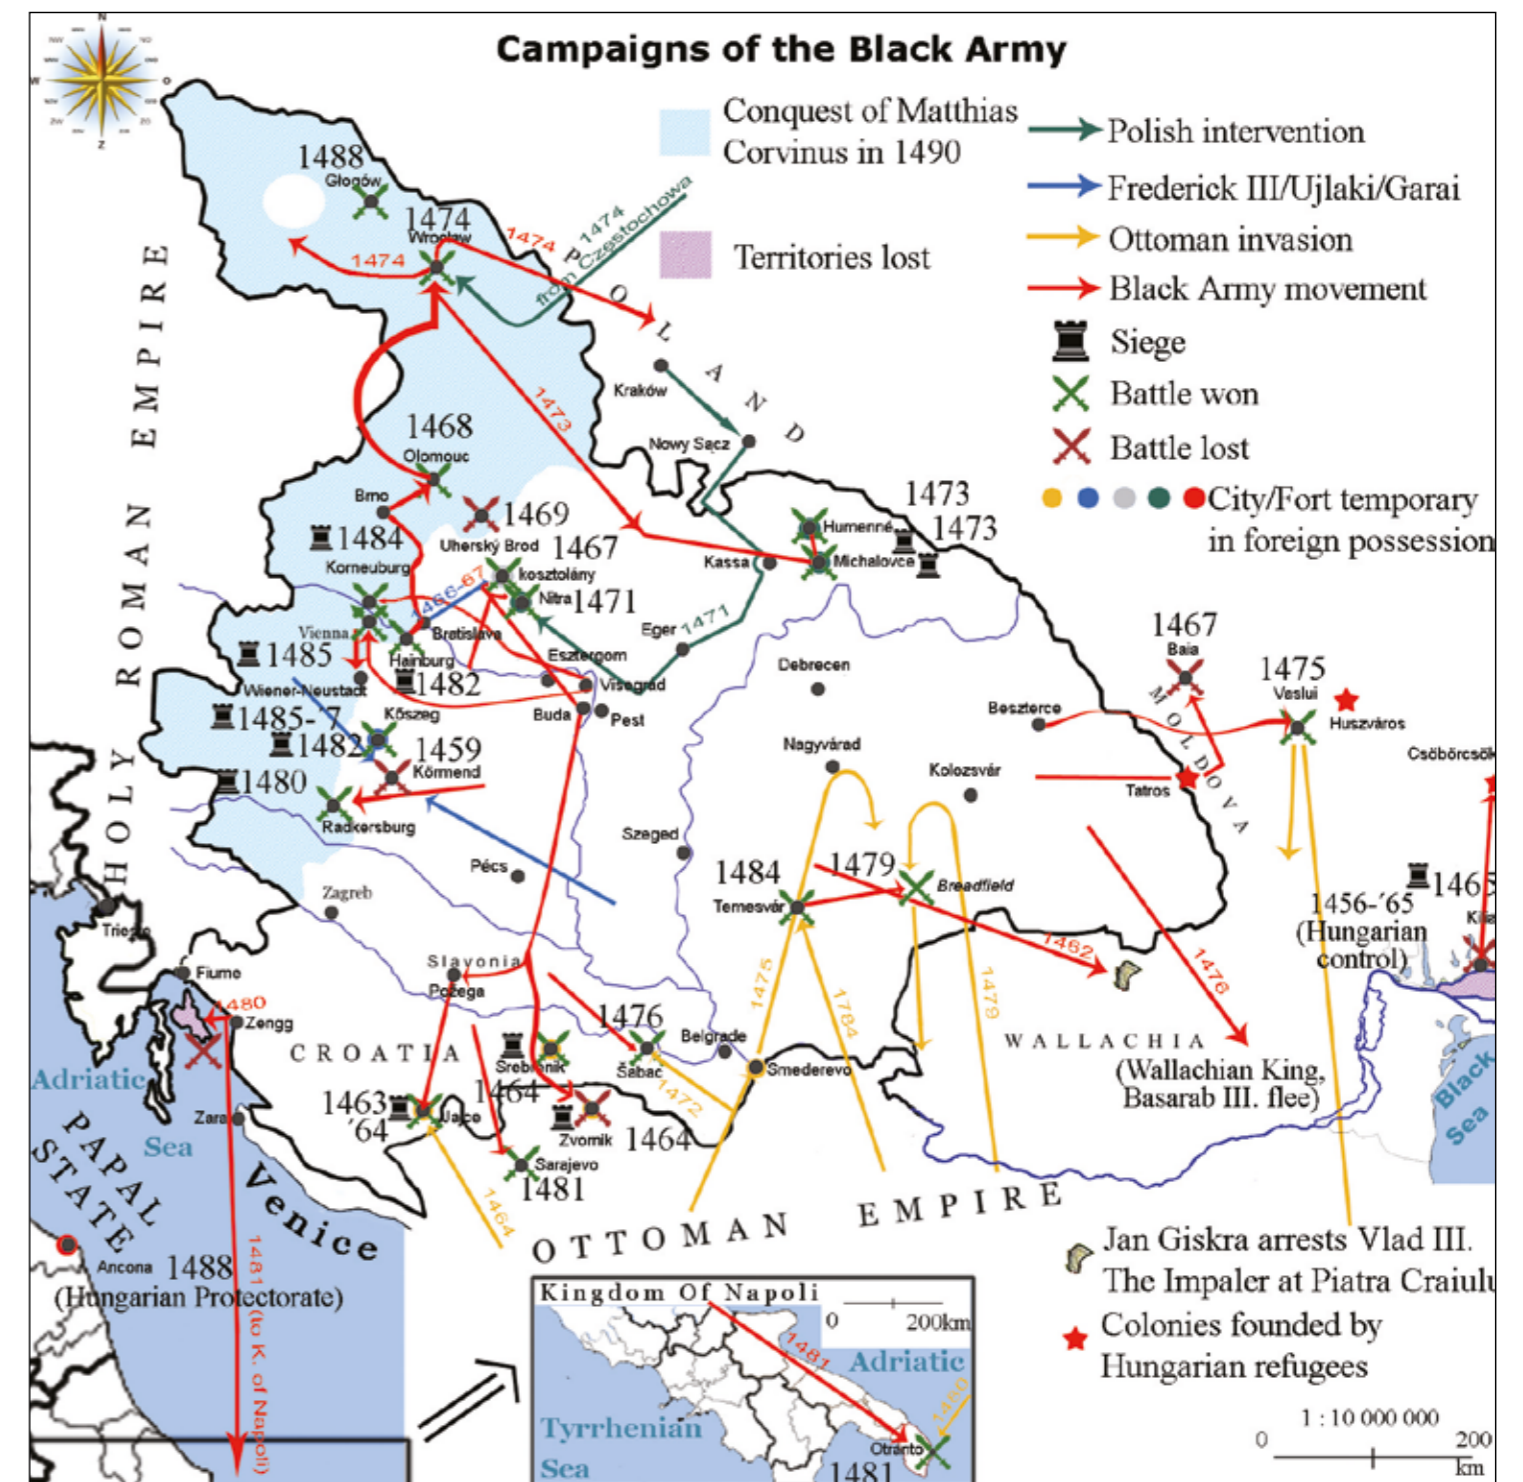 Campaigns of the Black Army
N
W
O
Z
Conquest of Matthias
Corvinus in 1490
Territories lost
Polish intervention
Frederick III/Ujlaki/Garai
Ottoman invasion
Black Army movement
Siege
Battle won
Battle lost
City/Fort temporary
in foreign possession
HOLY ROMAN EMPIRE
POLAND
1488
Głogów
1474
Wrocław
1474
1474
1474
from Częstochowa
1473
Kraków
Nowy Sącz
1468
Olomouc
Brno
1469
Uherský Brod
1484
Korneuburg
1467
kosztolány
Nitra
1471
1466-67
Bratislava
Vienna
Hainburg
1485
1482
Wiener-Neustadt
1485-'7
Kőszeg
1482
1459
Körmend
1480
Radkersburg
1473
1473
Humenné
Michalovce
Kassa
Eger
1471
Esztergom
Visegrád
Buda
Pest
Debrecen
Nagyvárad
Kolozsvár
Beszterce
1467
Baia
MOLDOVA
1475
Vaslui
Huszváros
Csöbörcsök
Tatros
Szeged
Pécs
Zagreb
1484
Temesvár
1479
Breadfield
1462
1476
1475
1784
1479
1465
Kilia
1456-'65
(Hungarian
control)
Trieste
Fiume
1480
Zengg
Slavonia
Požega
CROATIA
1476
Šabac
Belgrade
Smederevo
Srebrenik
1464
1472
1463
'64
Jajce
Zvornik
1464
Sarajevo
1481
1464
Zara
Adriatic
Sea
PAPAL
STATE
Venice
WALLACHIA
(Wallachian King,
Basarab III. flee)
Black
Sea
OTTOMAN EMPIRE
Ancona
1488
(Hungarian Protectorate)
1481 (to K. of Napoli)
Kingdom Of Napoli
0
200km
1481
Adriatic
1480
Tyrrhenian
Sea
Otranto
1481
Jan Giskra arrests Vlad III.
The Impaler at Piatra Craiulu
Colonies founded by
Hungarian refugees
1 : 10 000 000
0
200
km